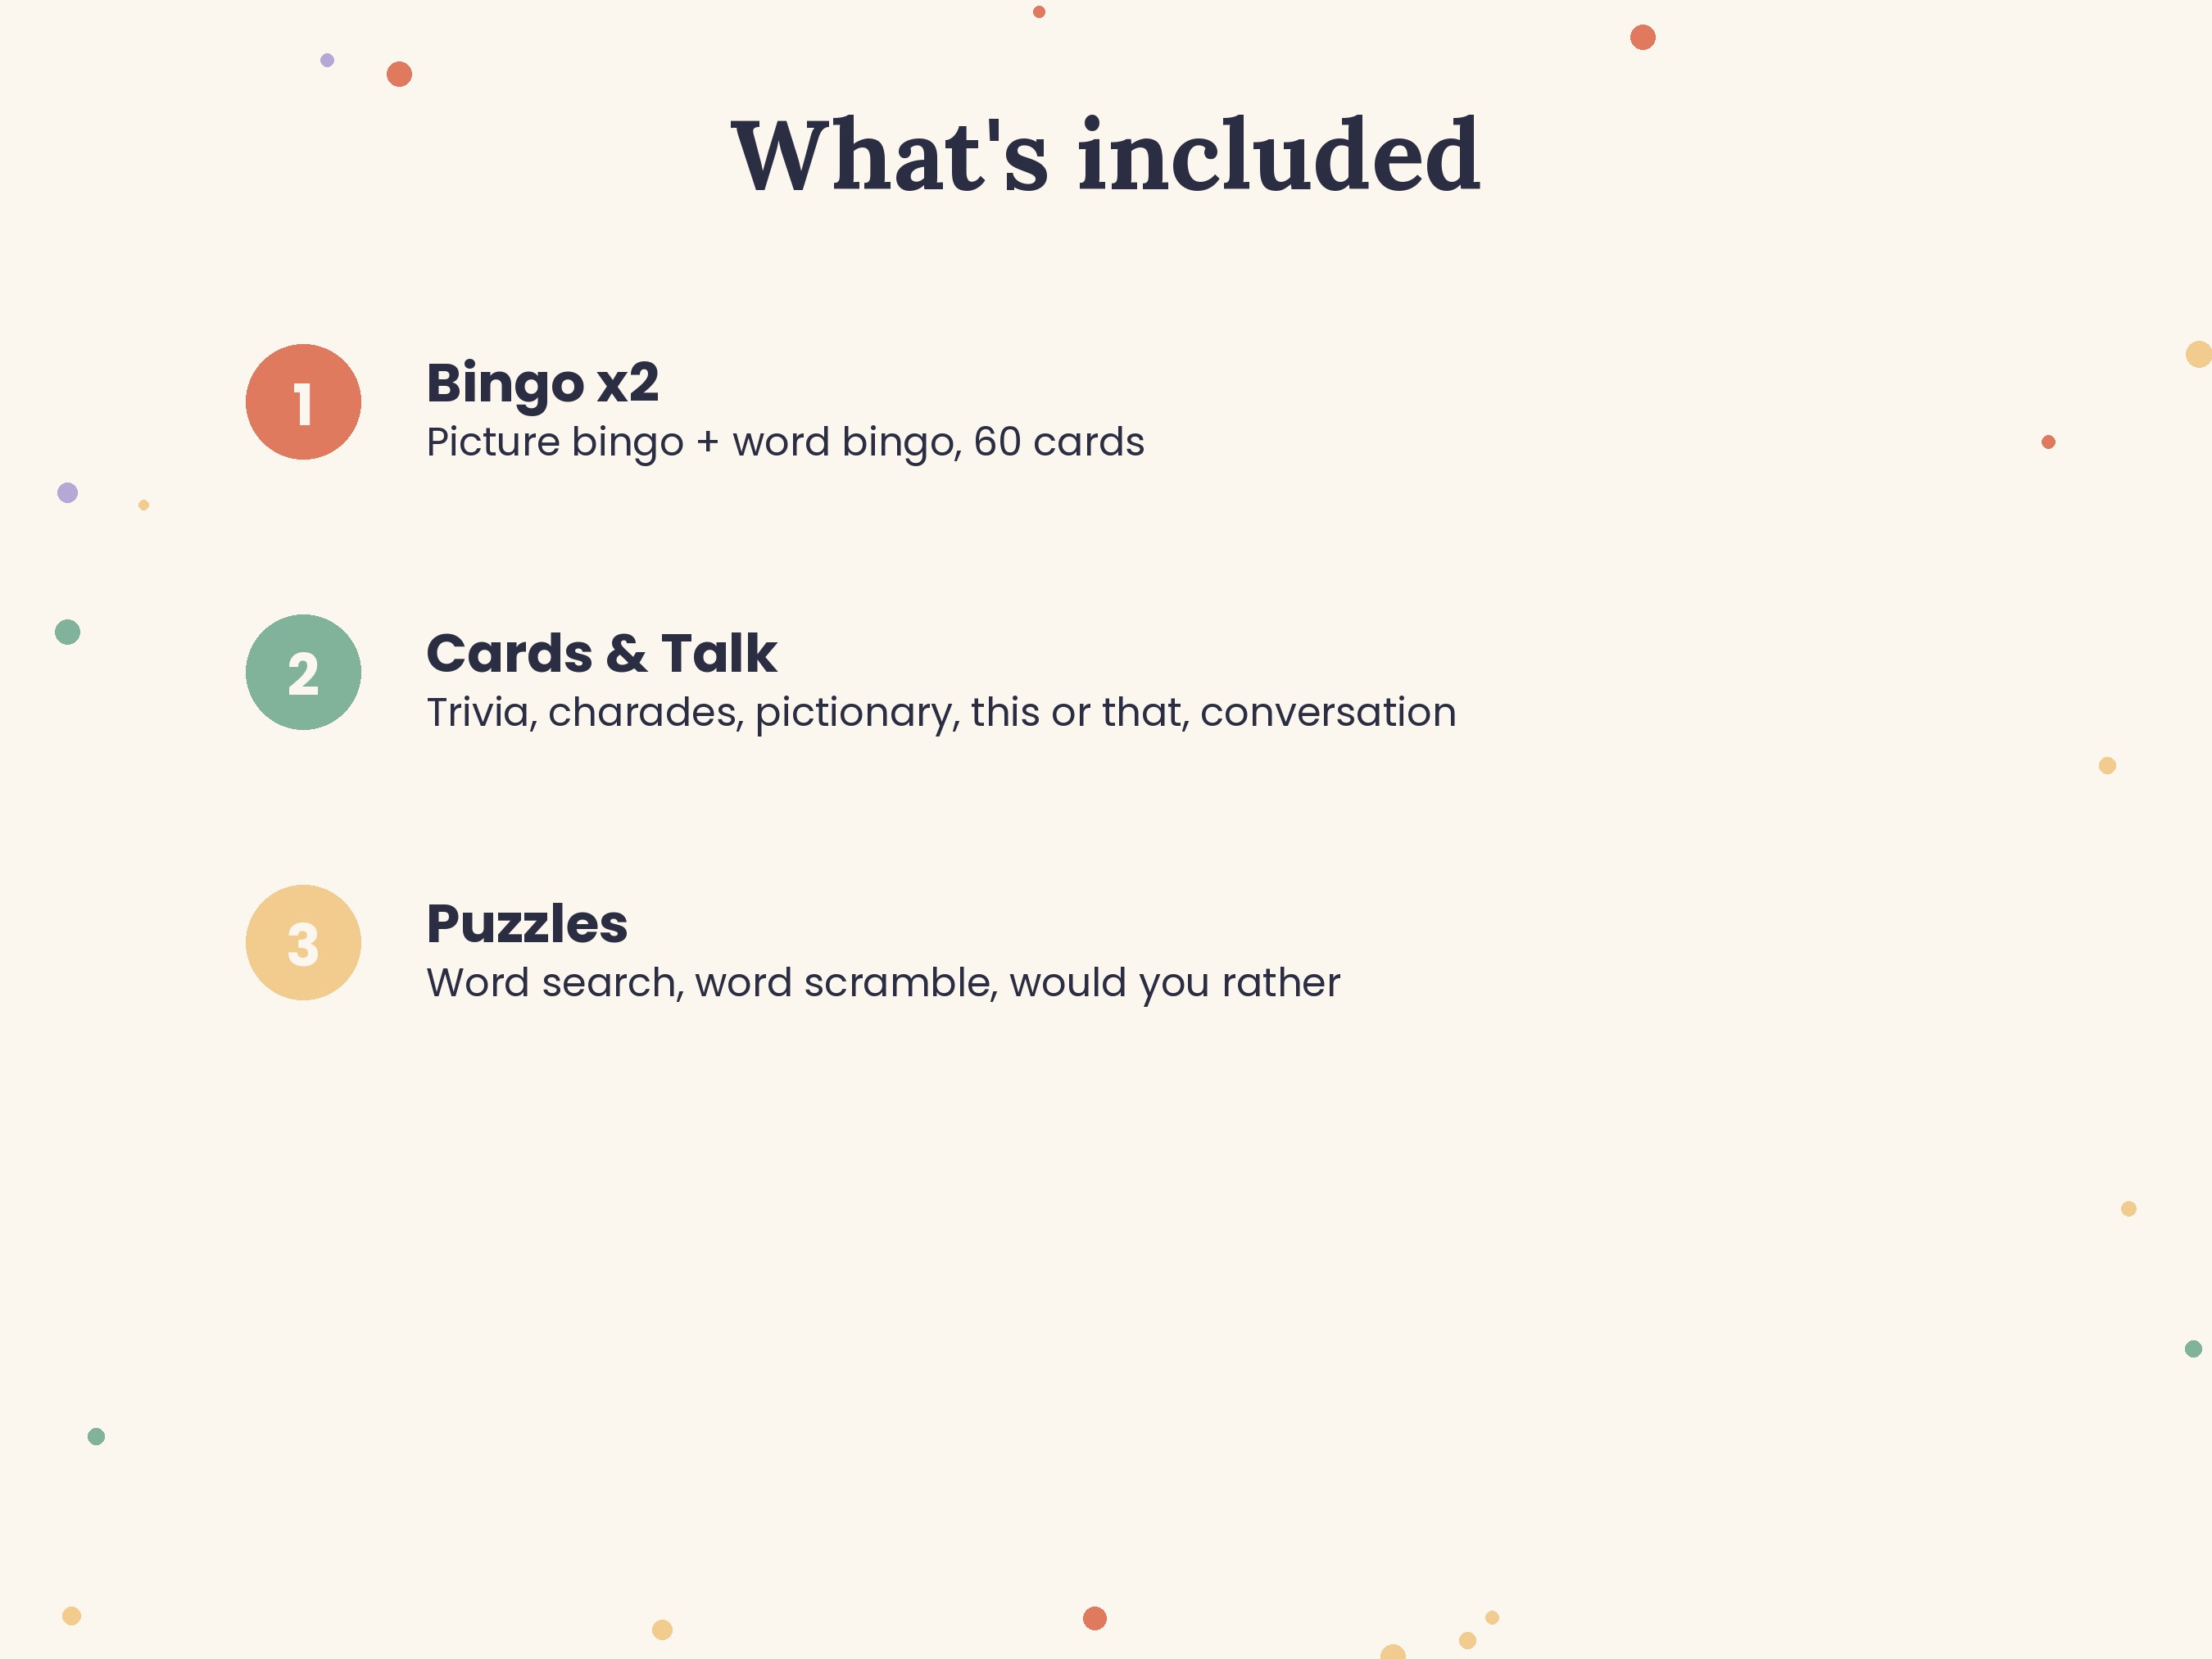 What's included
1
Bingo x2
Picture bingo + word bingo, 60 cards
2
Cards & Talk
Trivia, charades, pictionary, this or that, conversation
3
Puzzles
Word search, word scramble, would you rather